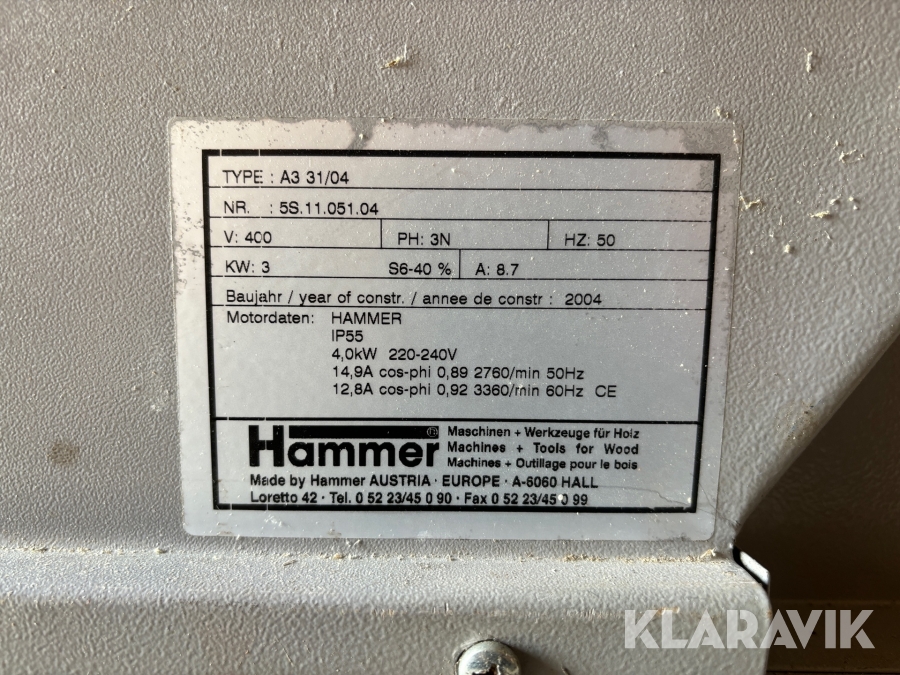 TYPE : A3 31/04
NR. : 5S.11.051.04
V: 400 PH: 3N HZ: 50
KW: 3 S6-40 % A: 8.7
Baujahr / year of constr. / annee de constr : 2004
Motordaten: HAMMER
IP55
4,0kW 220-240V
14,9A cos-phi 0,89 2760/min 50Hz
12,8A cos-phi 0,92 3360/min 60Hz CE
Hammer ®
Maschinen + Werkzeuge für Holz
Machines + Tools for Wood
Machines + Outillage pour le bois
Made by Hammer AUSTRIA · EUROPE · A-6060 HALL
Loretto 42 · Tel. 0 52 23/45 0 90 · Fax 0 52 23/45 0 99
KLARAVIK